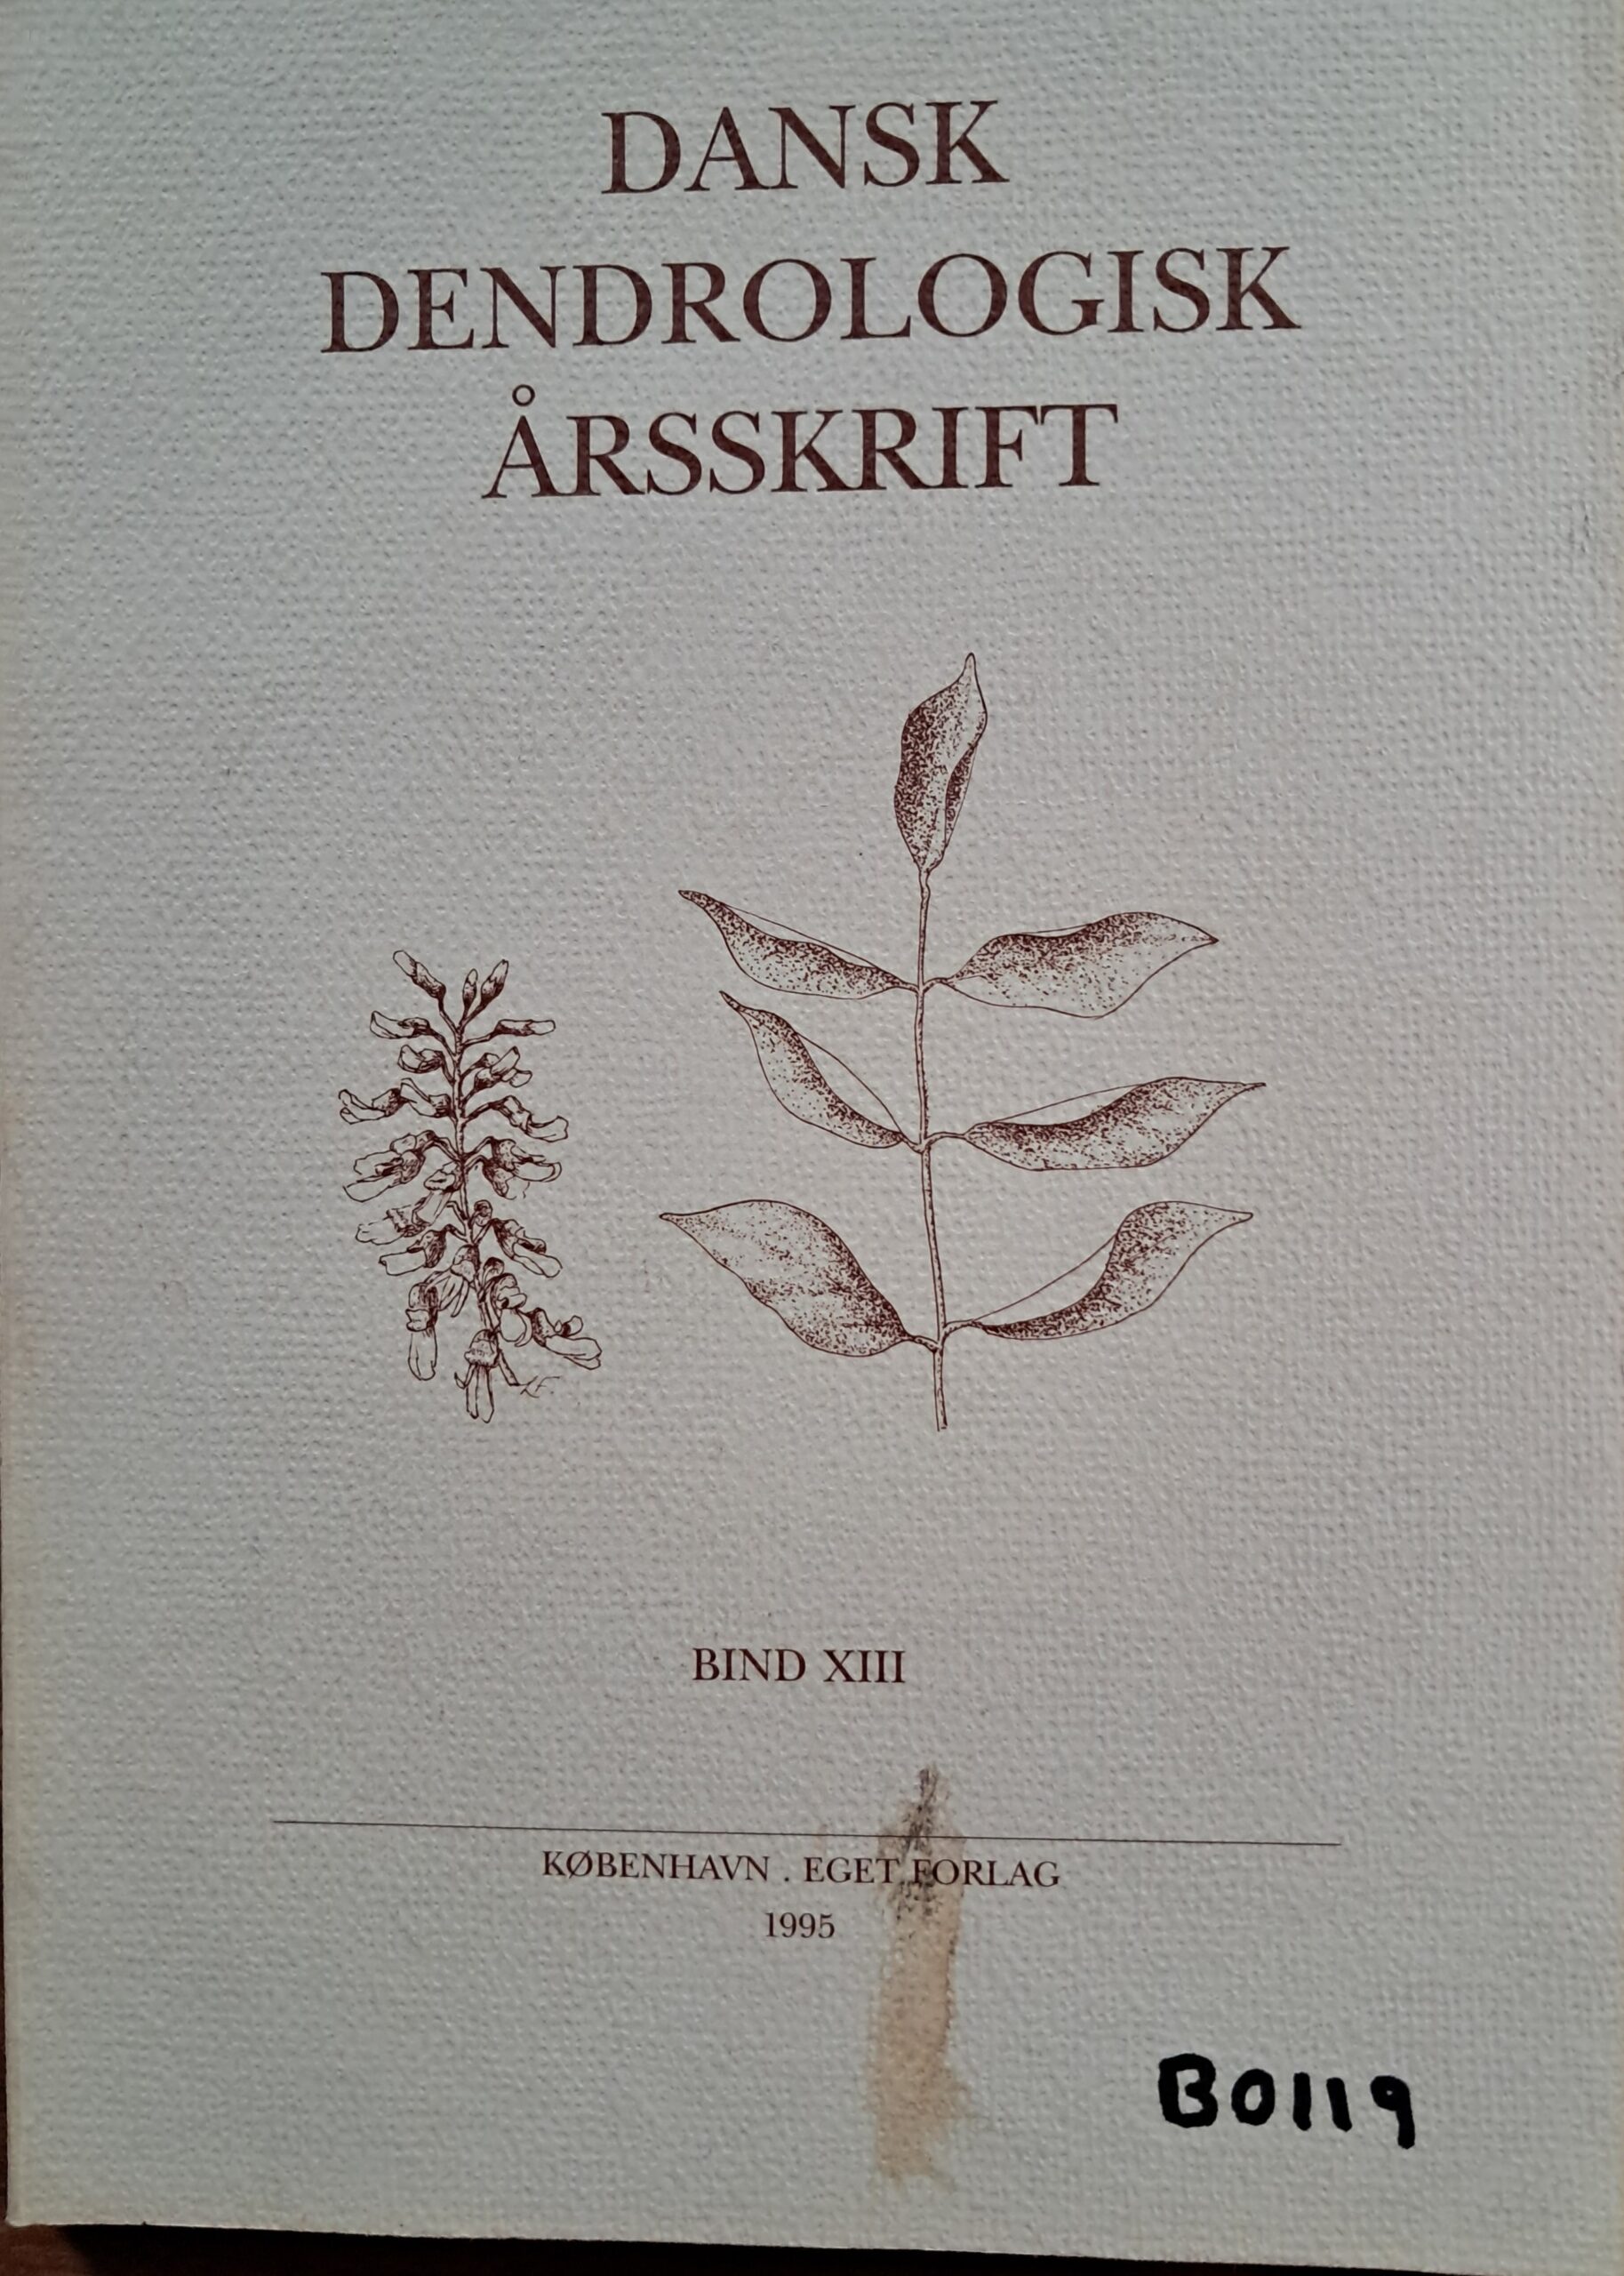 DANSK
DENDROLOGISK
ÅRSSKRIFT
BIND XIII
KØBENHAVN . EGET FORLAG
1995
B0119